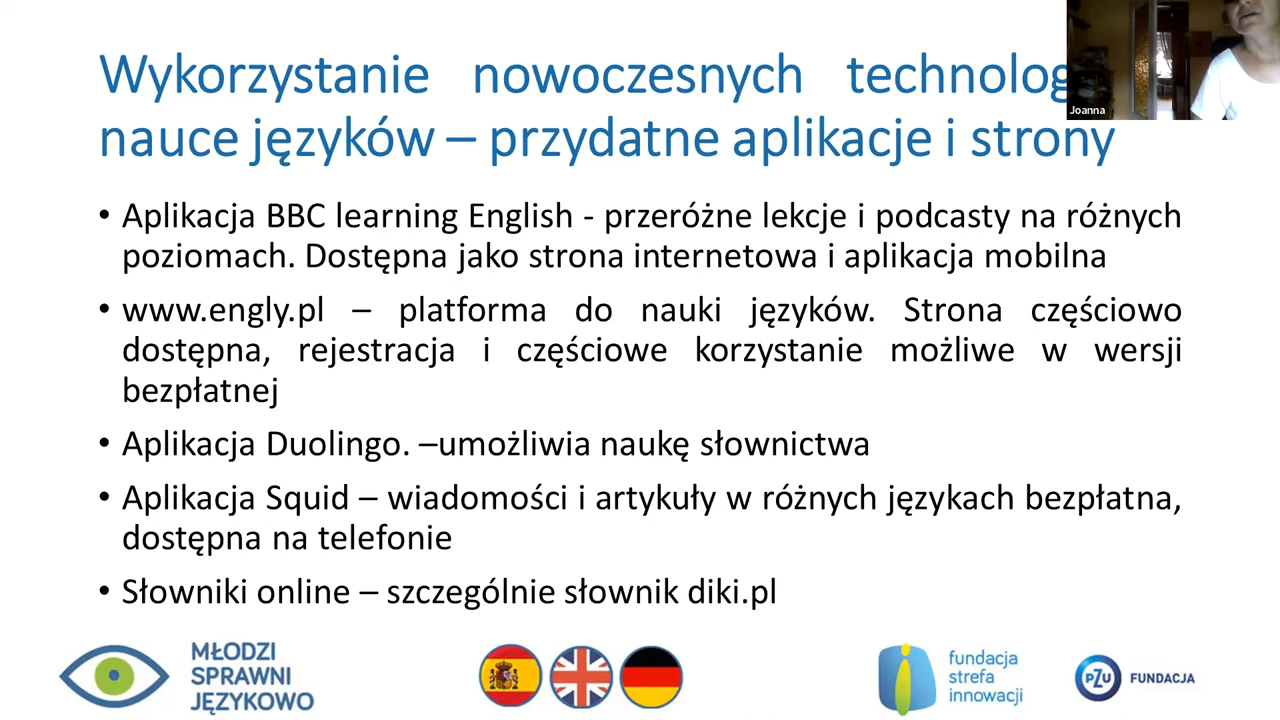 Wykorzystanie nowoczesnych
Joanna
nauce języków – przydatne aplikacje i strony
• Aplikacja BBC learning English - przeróżne lekcje i podcasty na różnych
poziomach. Dostępna jako strona internetowa i aplikacja mobilna
• www.engly.pl – platforma do nauki języków. Strona częściowo
dostępna, rejestracja i częściowe korzystanie możliwe w wersji
bezpłatnej
• Aplikacja Duolingo. –umożliwia naukę słownictwa
• Aplikacja Squid – wiadomości i artykuły w różnych językach bezpłatna,
dostępna na telefonie
• Słowniki online – szczególnie słownik diki.pl
MŁODZI
SPRAWNI
JĘZYKOWO
fundacja
strefa
innowacji
PZU FUNDACJA